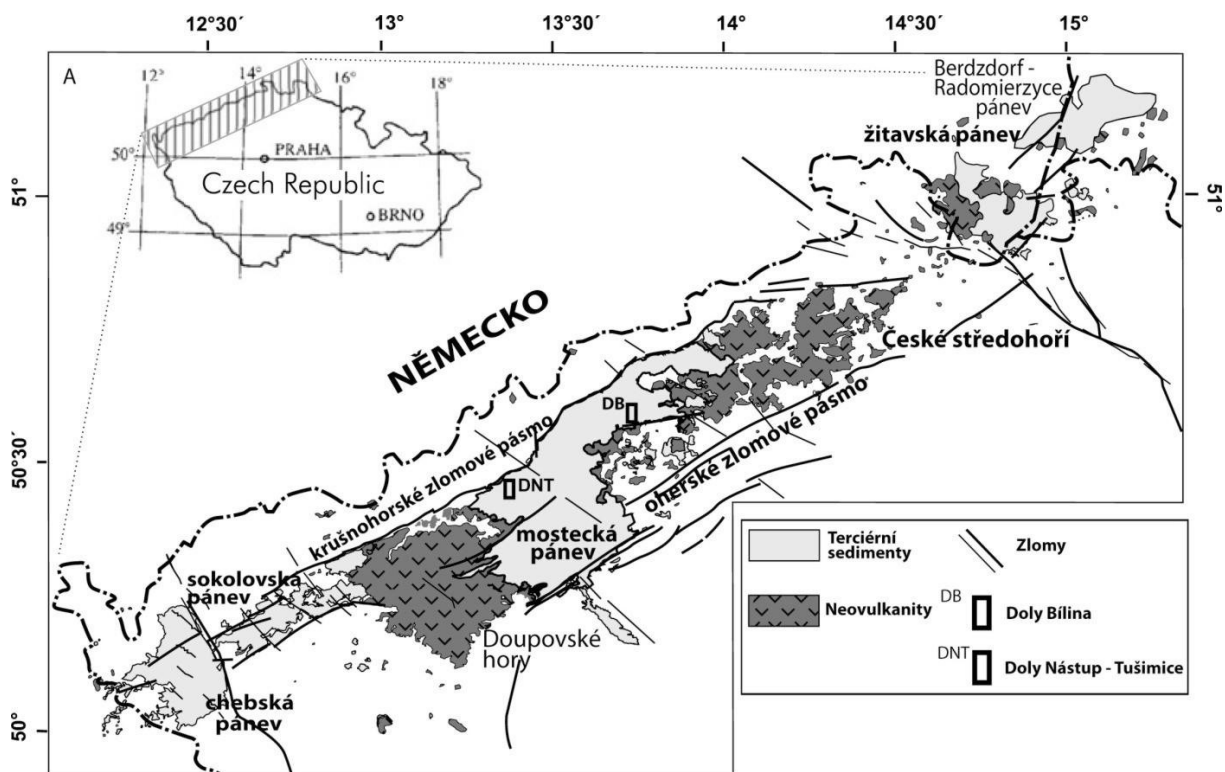 12°30´ 13° 13°30´ 14° 14°30´ 15°
A
12° 14° 16° 18°
50°
PRAHA
Czech Republic
BRNO
49°
Berdzdorf -
Radomierzyce
pánev
žitavská pánev
51°
51°
NĚMECKO
České středohoří
DB
krušnohorské zlomové pásmo
oherské zlomové pásmo
50°30´
DNT
mostecká
pánev
sokolovská
pánev
Doupovské
hory
chebská
pánev
50°
Terciérní
sedimenty
Zlomy
Neovulkanity
DB
Doly Bílina
DNT
Doly Nástup - Tušimice